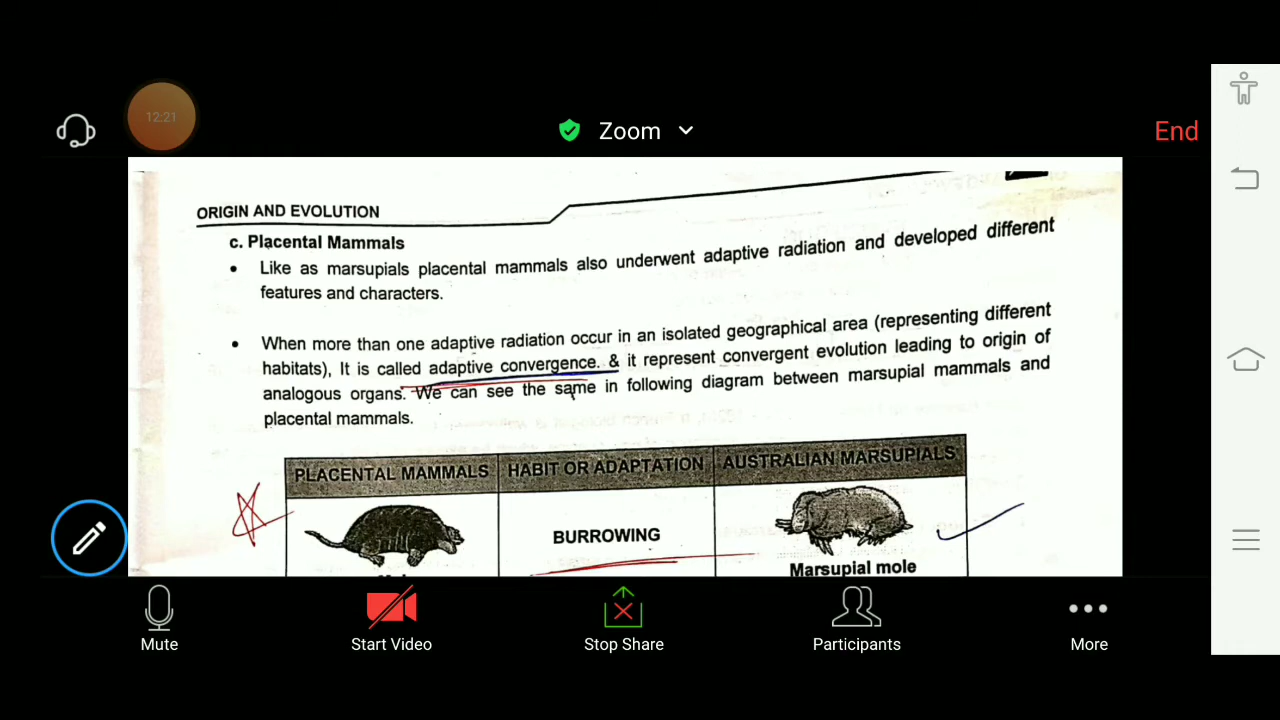 12:21
Zoom
End
ORIGIN AND EVOLUTION
c. Placental Mammals
• Like as marsupials placental mammals also underwent adaptive radiation and developed different
features and characters.
• When more than one adaptive radiation occur in an isolated geographical area (representing different
habitats), It is called adaptive convergence. & it represent convergent evolution leading to origin of
analogous organs. We can see the same in following diagram between marsupial mammals and
placental mammals.
PLACENTAL MAMMALS HABIT OR ADAPTATION AUSTRALIAN MARSUPIALS
BURROWING
Marsupial mole
Mute Start Video Stop Share Participants More